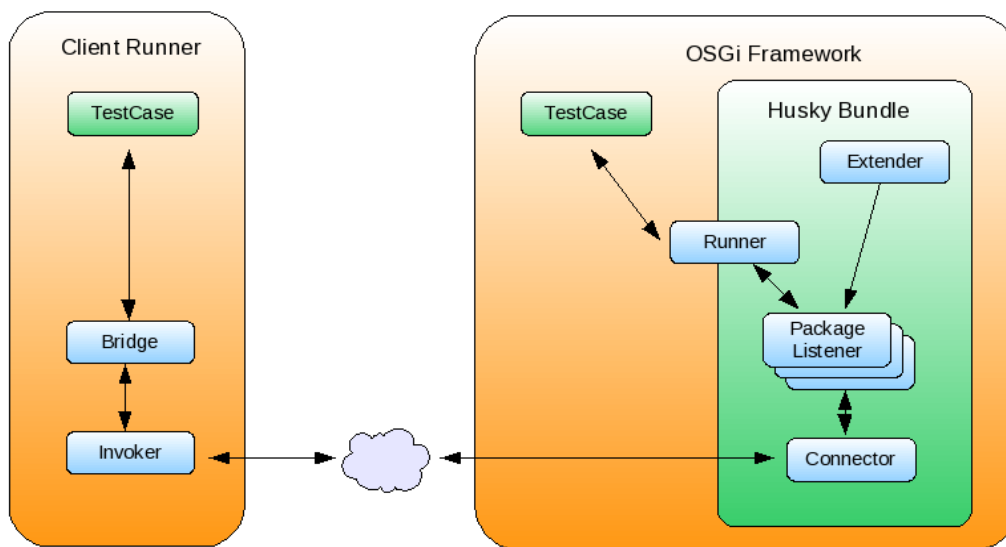 Client Runner
TestCase
Bridge
Invoker
OSGi Framework
TestCase
Husky Bundle
Extender
Runner
Package
Listener
Connector